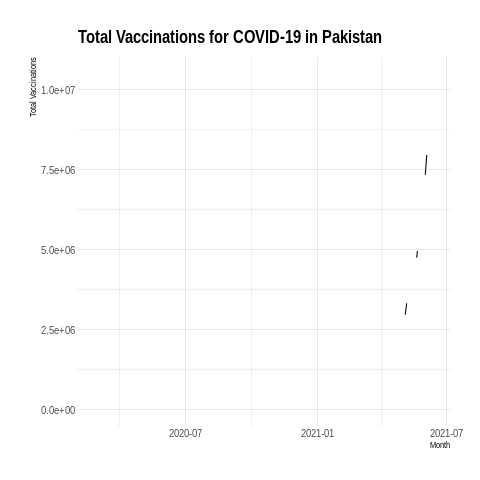 Total Vaccinations for COVID-19 in Pakistan
Total Vaccinations
1.0e+07
7.5e+06
5.0e+06
2.5e+06
0.0e+00
2020-07
2021-01
2021-07
Month